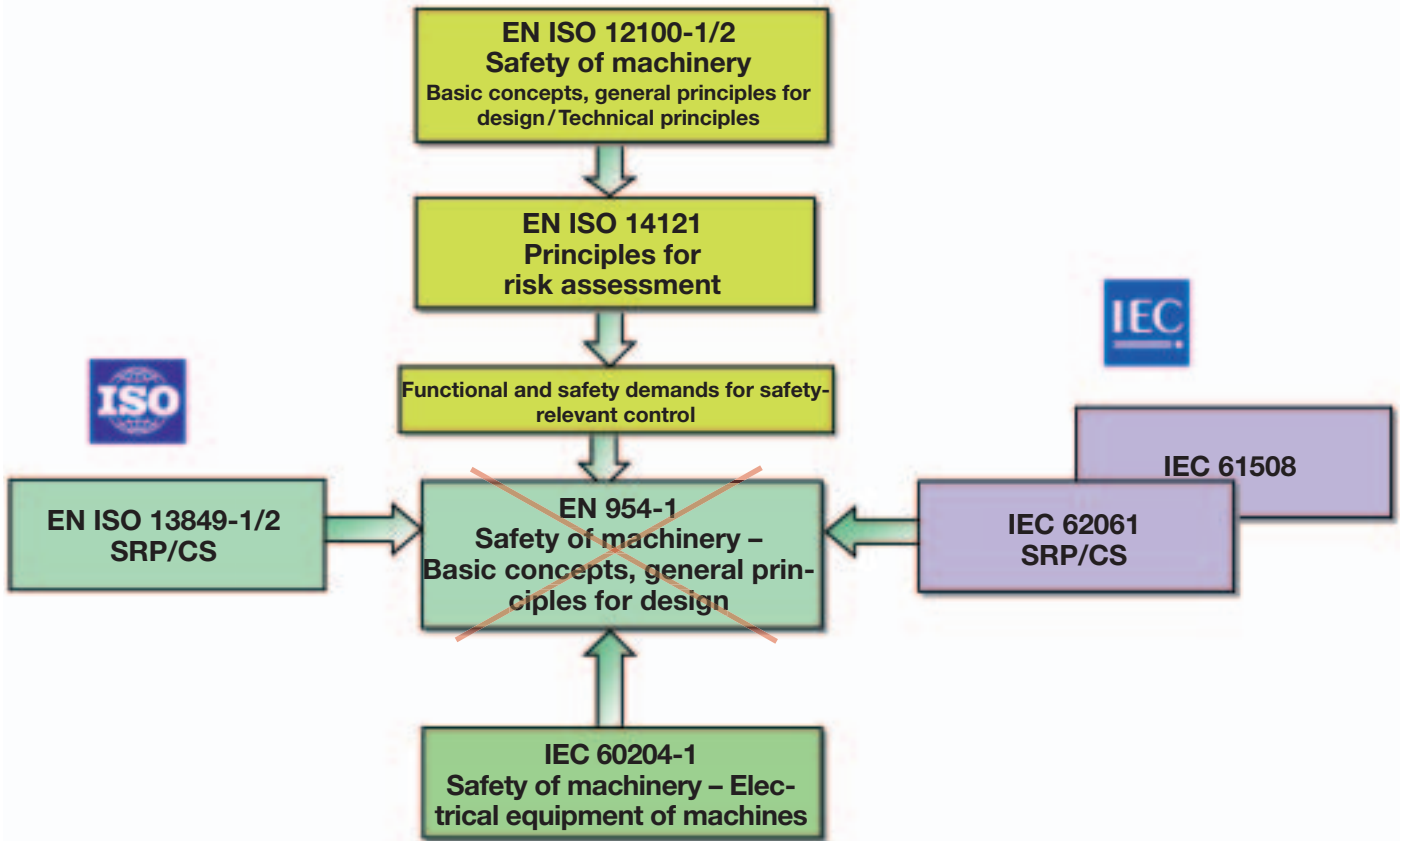 EN ISO 12100-1/2
Safety of machinery
Basic concepts, general principles for
design/Technical principles
EN ISO 14121
Principles for
risk assessment
Functional and safety demands for safety-
relevant control
ISO
EN ISO 13849-1/2
SRP/CS
EN 954-1
Safety of machinery –
Basic concepts, general prin-
ciples for design
IEC
IEC 61508
IEC 62061
SRP/CS
IEC 60204-1
Safety of machinery – Elec-
trical equipment of machines